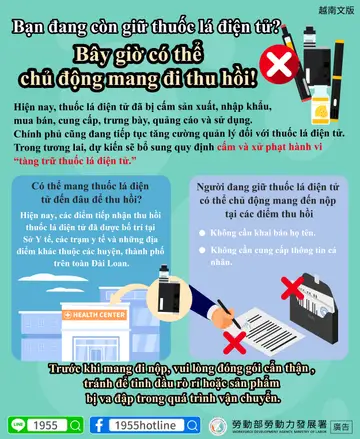 越南文版
Bạn đang còn giữ thuốc lá điện tử?
Bây giờ có thể
chủ động mang đi thu hồi!
Hiện nay, thuốc lá điện tử đã bị cấm sản xuất, nhập khẩu,
mua bán, cung cấp, trưng bày, quảng cáo và sử dụng.
Chính phủ cũng đang tiếp tục tăng cường quản lý đối với thuốc lá điện tử.
Trong tương lai, dự kiến sẽ bổ sung quy định cấm và xử phạt hành vi
“tàng trữ thuốc lá điện tử.”
Có thể mang thuốc lá điện
tử đến đâu để thu hồi?
Hiện nay, các điểm tiếp nhận thu hồi
thuốc lá điện tử đã được bố trí tại
Sở Y tế, các trạm y tế và những địa
điểm khác thuộc các huyện, thành phố
trên toàn Đài Loan.
HEALTH CENTER
Người đang giữ thuốc lá điện tử
có thể chủ động mang đến nộp
tại các điểm thu hồi
Không cần khai báo họ tên.
Không cần cung cấp thông tin cá
nhân.
Trước khi mang đi nộp, vui lòng đóng gói cẩn thận ,
tránh để tinh dầu rò rỉ hoặc sản phẩm
bị va đập trong quá trình vận chuyển.
LINE 1955
1955hotline
勞動部勞動力發展署
WORKFORCE DEVELOPMENT AGENCY, MINISTRY OF LABOR
廣告